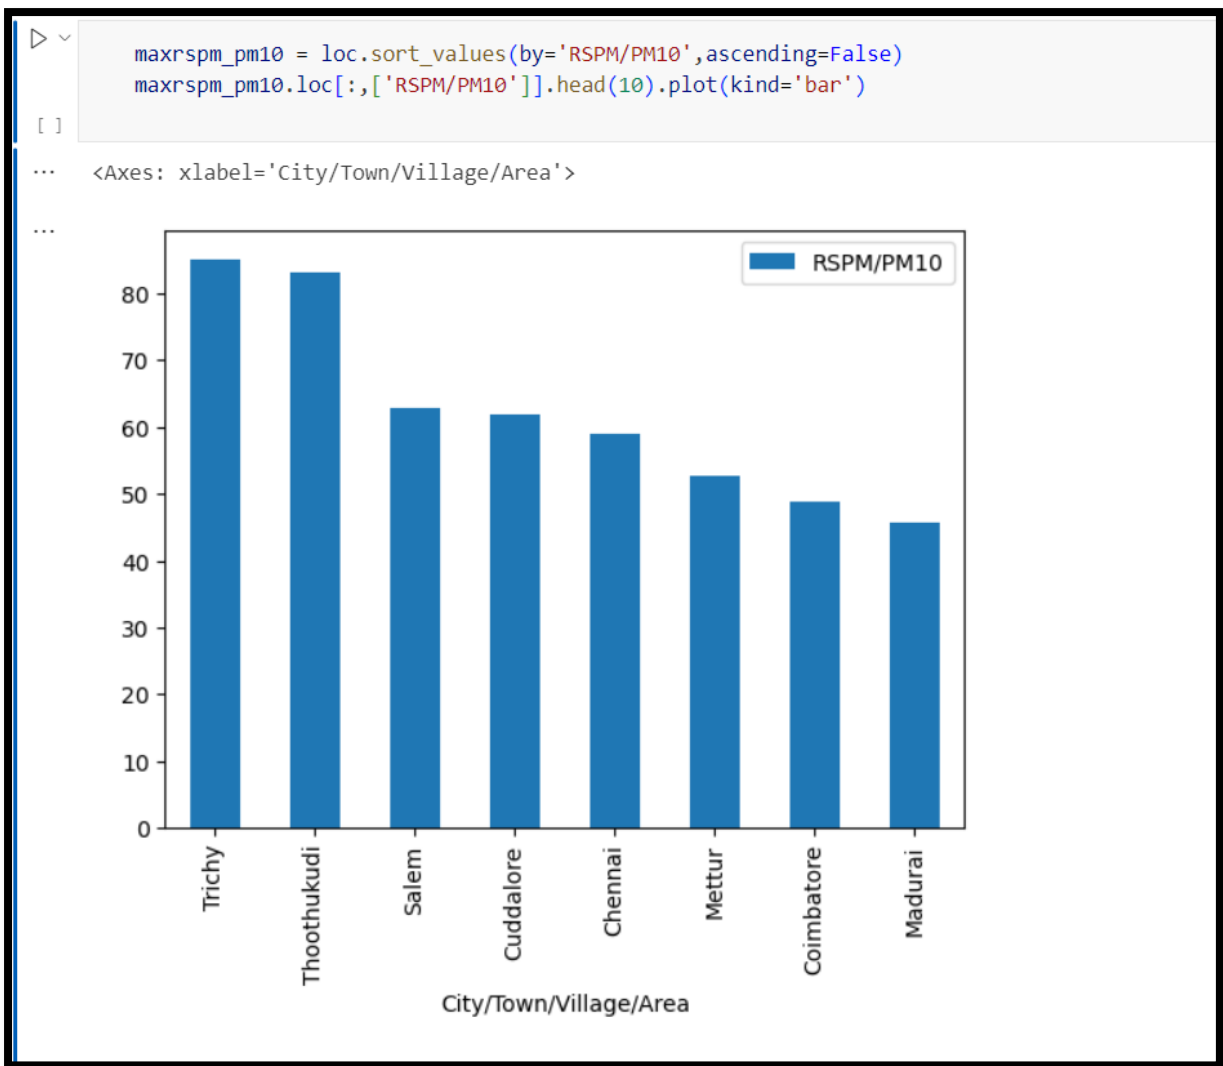 maxrspm_pm10 = loc.sort_values(by='RSPM/PM10',ascending=False)
maxrspm_pm10.loc[:,['RSPM/PM10']].head(10).plot(kind='bar')
[ ]
... <Axes: xlabel='City/Town/Village/Area'>
...
RSPM/PM10
80
70
60
50
40
30
20
10
0
Trichy
Thoothukudi
Salem
Cuddalore
Chennai
Mettur
Coimbatore
Madurai
City/Town/Village/Area